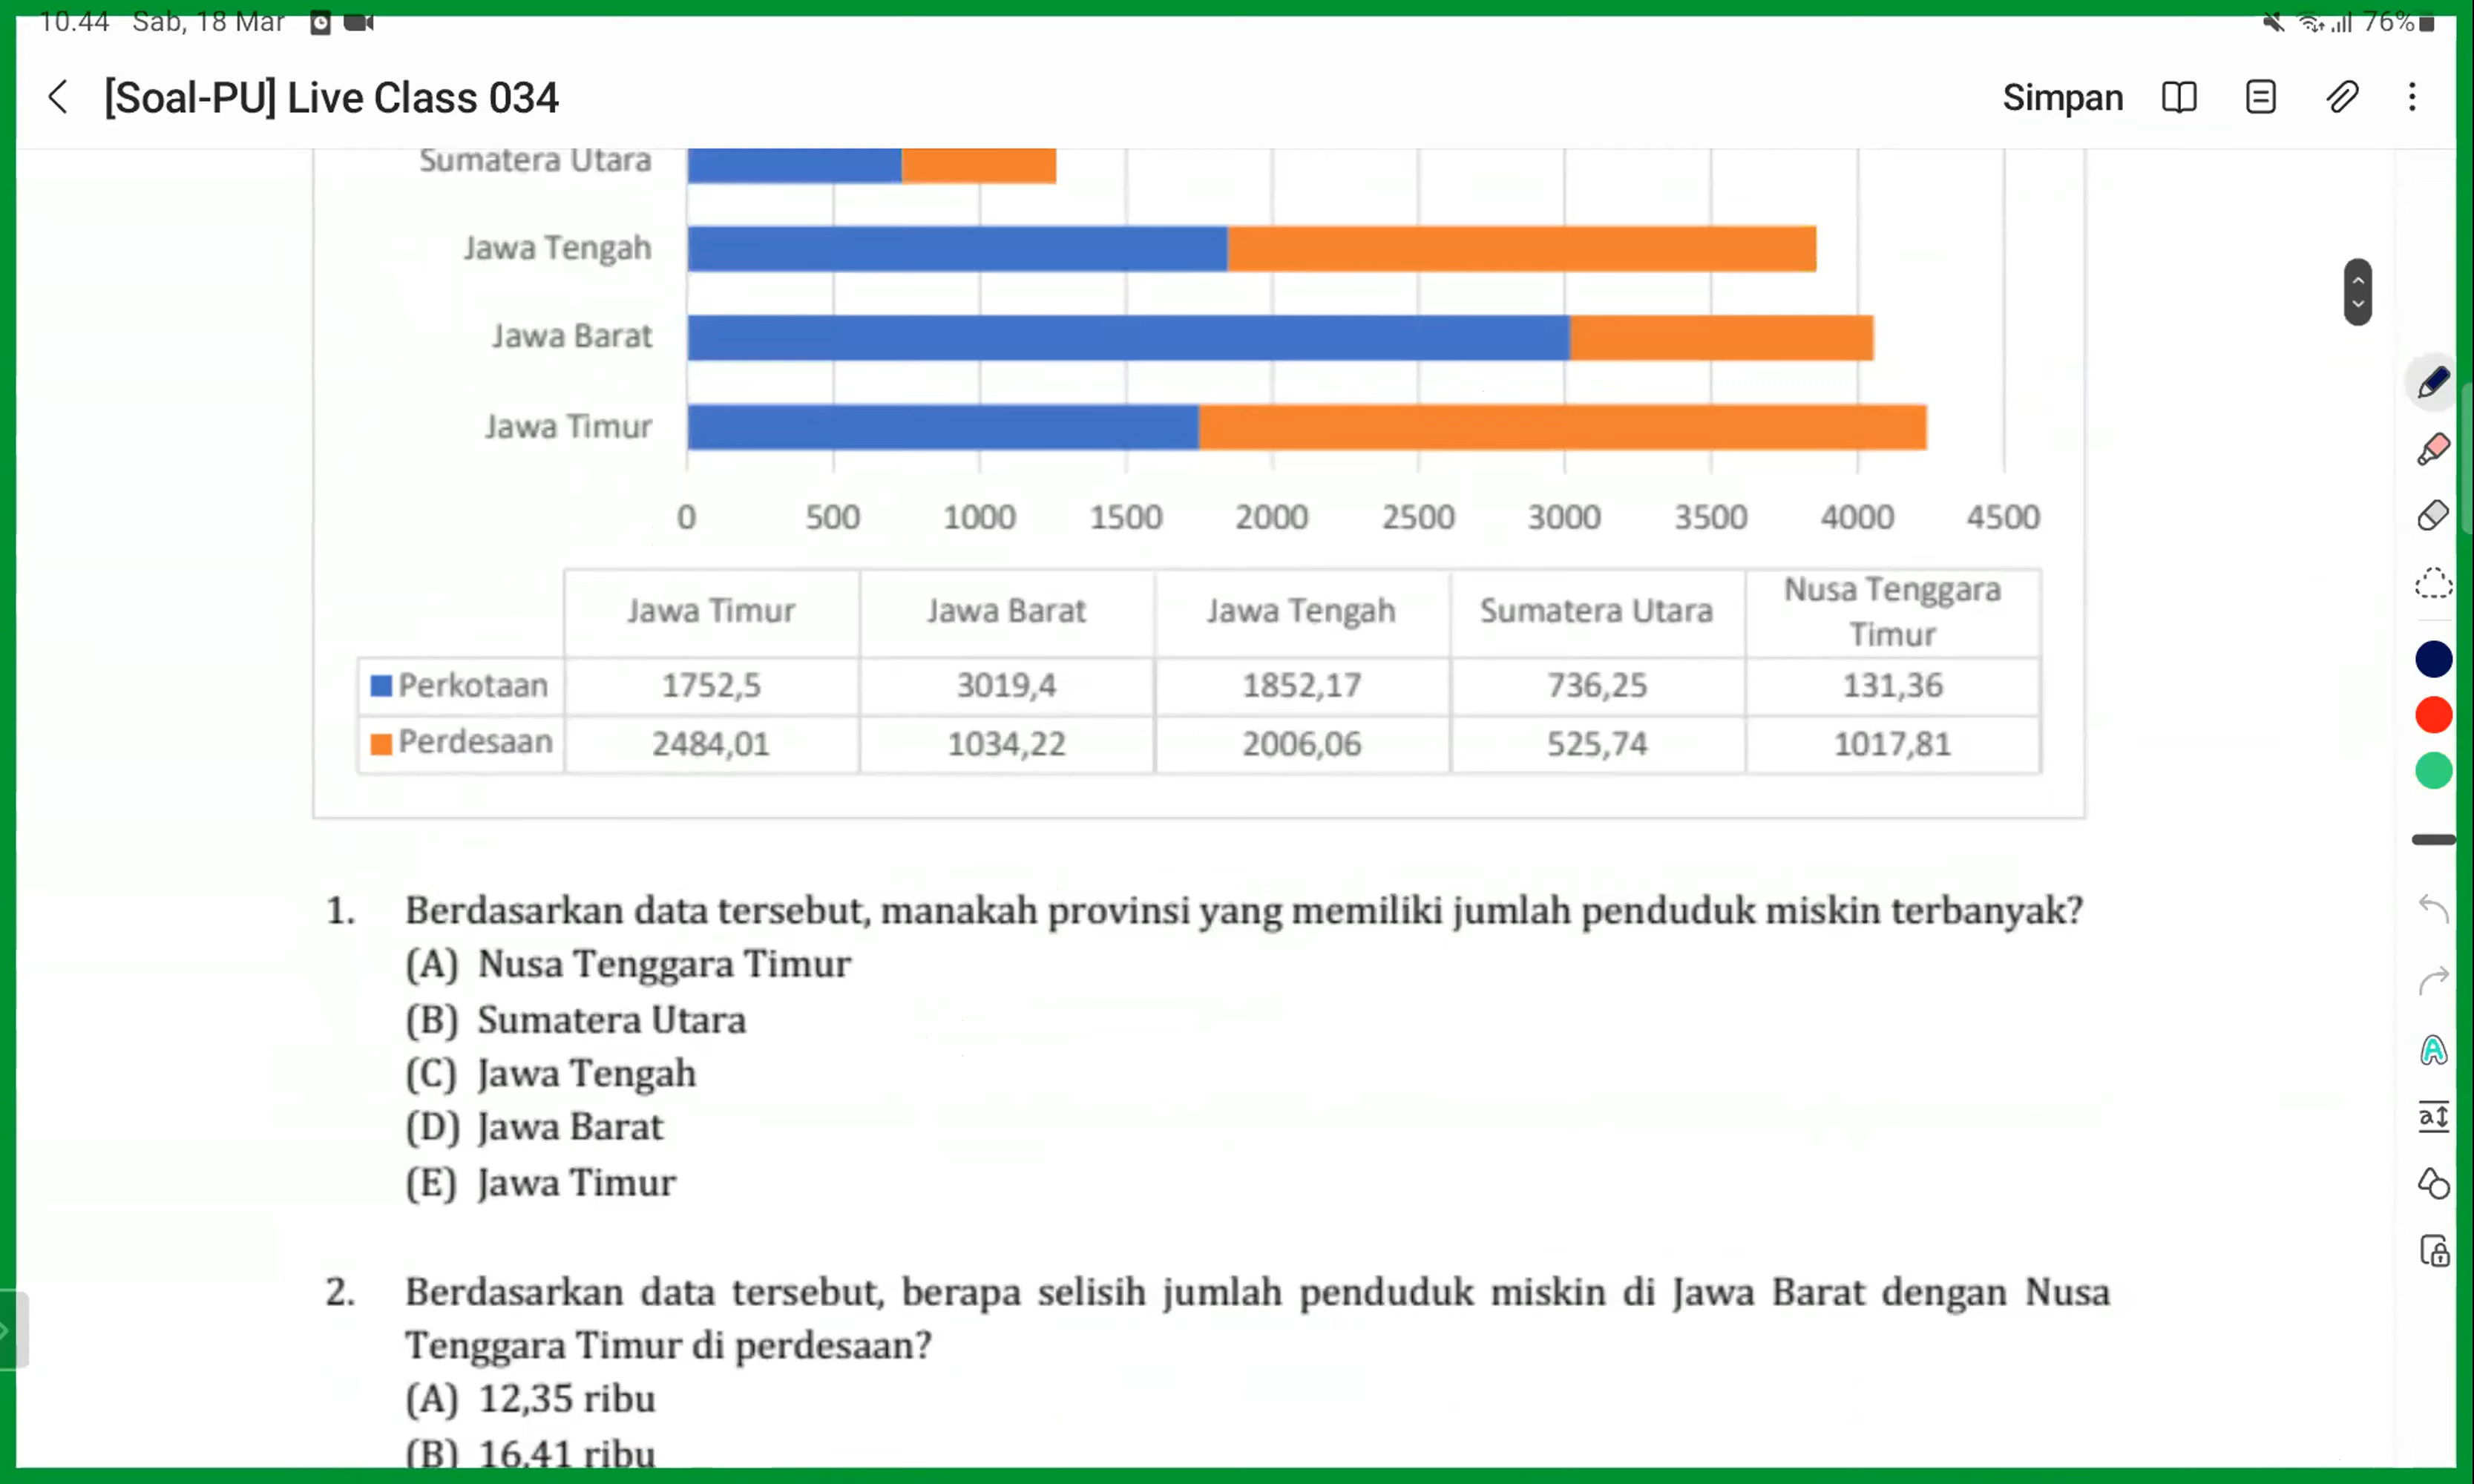 10.44 Sab, 18 Mar
76%
[Soal-PU] Live Class 034
Simpan
Sumatera Utara
Jawa Tengah
Jawa Barat
Jawa Timur
0 500 1000 1500 2000 2500 3000 3500 4000 4500
Jawa Timur Jawa Barat Jawa Tengah Sumatera Utara Nusa Tenggara Timur
Perkotaan 1752,5 3019,4 1852,17 736,25 131,36
Perdesaan 2484,01 1034,22 2006,06 525,74 1017,81
1. Berdasarkan data tersebut, manakah provinsi yang memiliki jumlah penduduk miskin terbanyak?
(A) Nusa Tenggara Timur
(B) Sumatera Utara
(C) Jawa Tengah
(D) Jawa Barat
(E) Jawa Timur
2. Berdasarkan data tersebut, berapa selisih jumlah penduduk miskin di Jawa Barat dengan Nusa
Tenggara Timur di perdesaan?
(A) 12,35 ribu
(B) 16,41 ribu